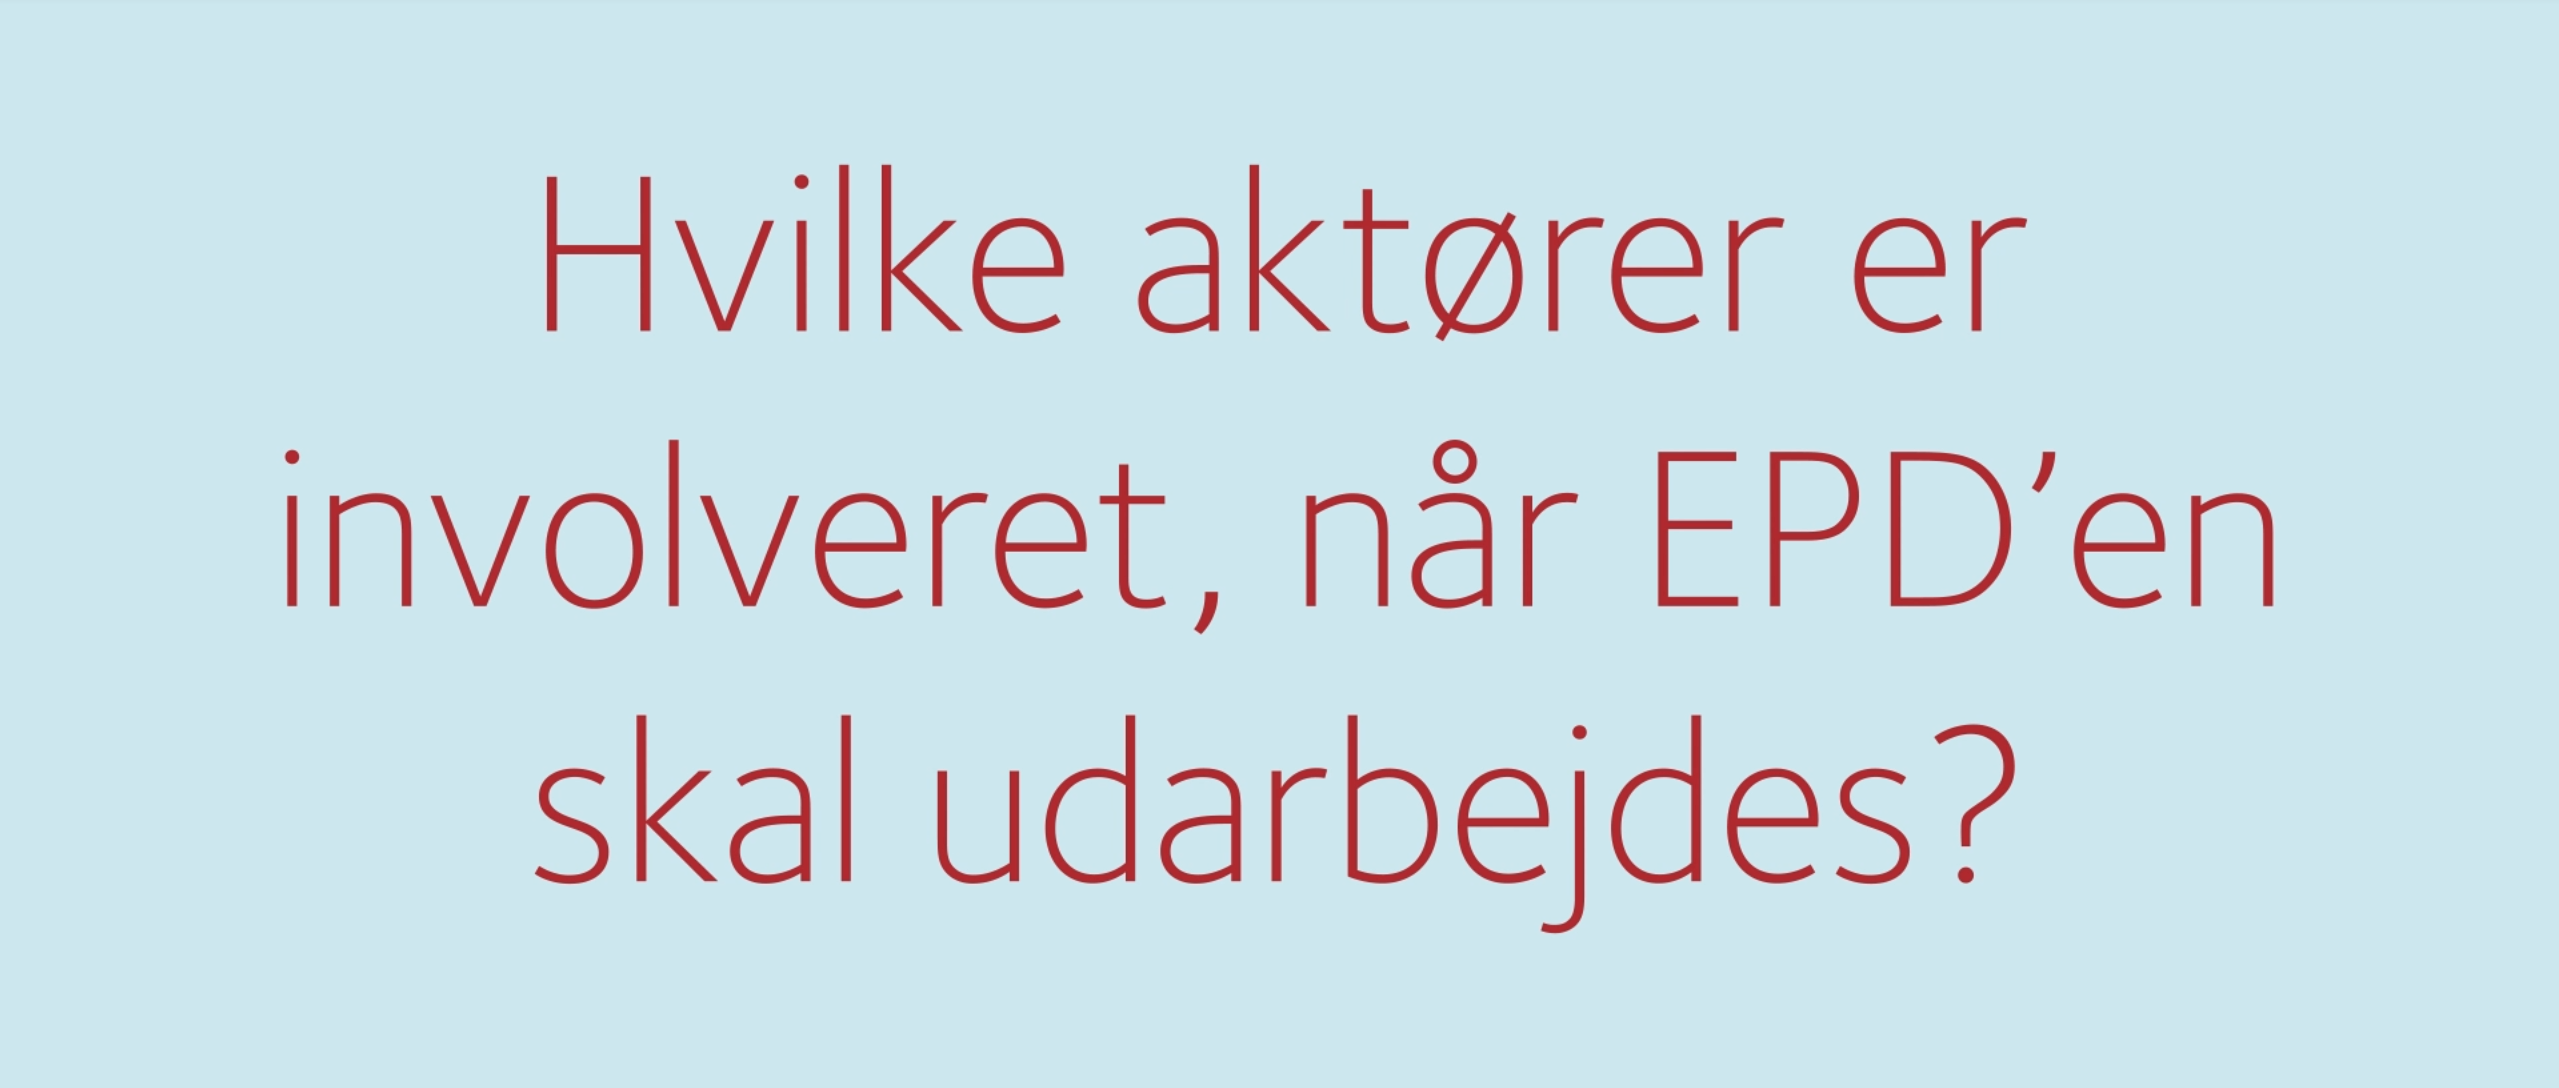 Hvilke aktører er
involveret, når EPD’en
skal udarbejdes?